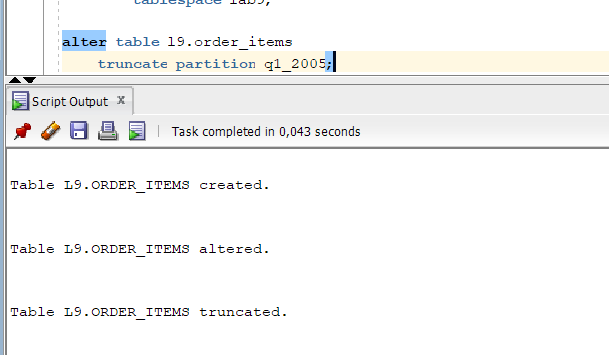 tablespace lab9;
alter table l9.order_items
truncate partition q1_2005;
Script Output x
Task completed in 0,043 seconds
Table L9.ORDER_ITEMS created.
Table L9.ORDER_ITEMS altered.
Table L9.ORDER_ITEMS truncated.